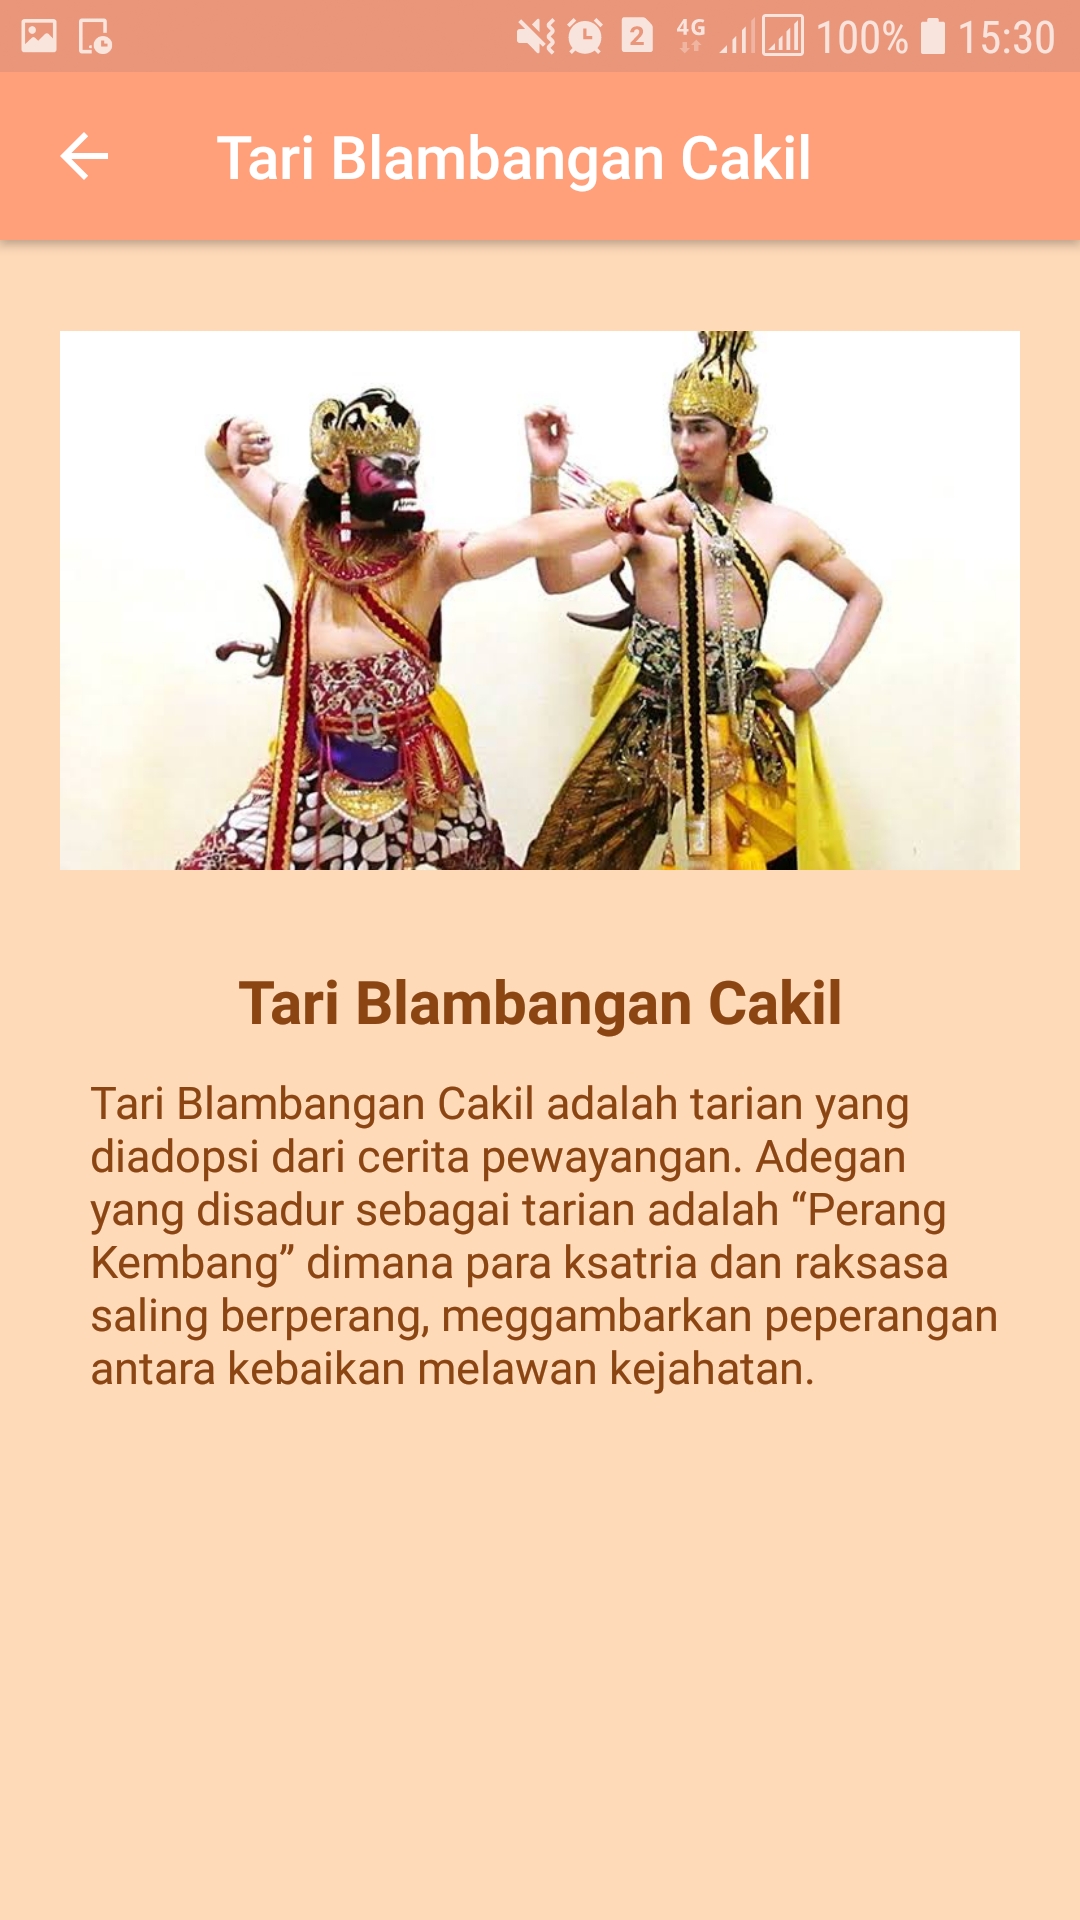 2 4G 100% 15:30
Tari Blambangan Cakil
Tari Blambangan Cakil
Tari Blambangan Cakil adalah tarian yang
diadopsi dari cerita pewayangan. Adegan
yang disadur sebagai tarian adalah “Perang
Kembang” dimana para ksatria dan raksasa
saling berperang, meggambarkan peperangan
antara kebaikan melawan kejahatan.